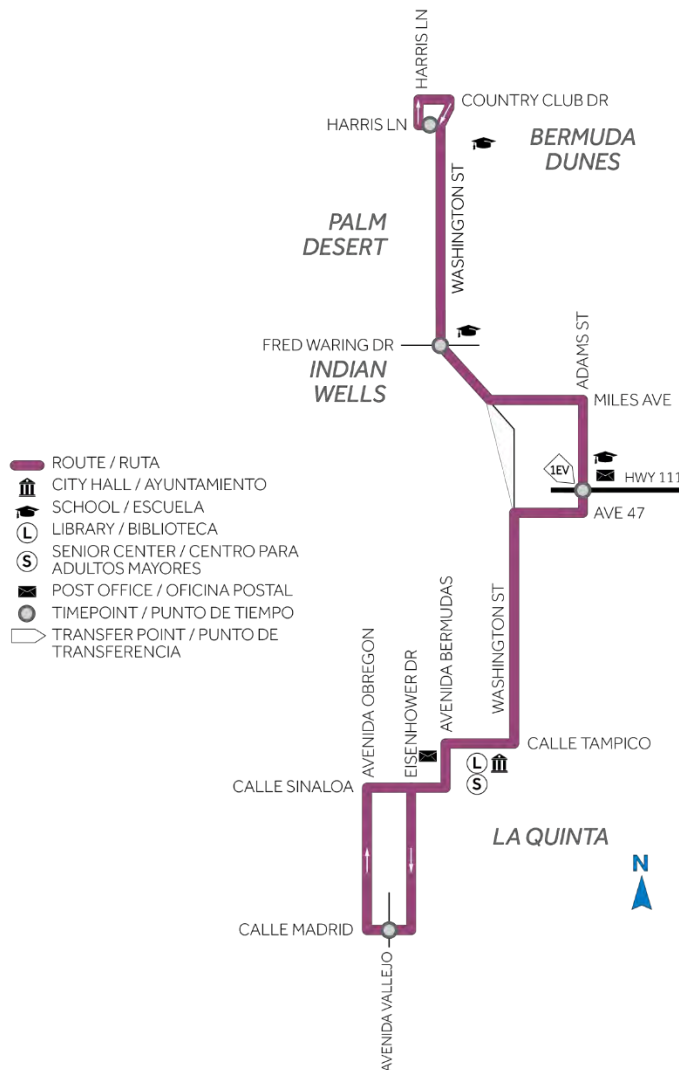 HARRIS LN
COUNTRY CLUB DR
HARRIS LN
BERMUDA
DUNES
WASHINGTON ST
PALM
DESERT
FRED WARING DR
INDIAN
WELLS
ADAMS ST
MILES AVE
1EV
HWY 111
AVE 47
ROUTE / RUTA
CITY HALL / AYUNTAMIENTO
SCHOOL / ESCUELA
L LIBRARY / BIBLIOTECA
S SENIOR CENTER / CENTRO PARA
ADULTOS MAYORES
POST OFFICE / OFICINA POSTAL
TIMEPOINT / PUNTO DE TIEMPO
TRANSFER POINT / PUNTO DE
TRANSFERENCIA
AVENIDA OBREGON
EISENHOWER DR
AVENIDA BERMUDAS
WASHINGTON ST
CALLE TAMPICO
L
S
CALLE SINALOA
LA QUINTA
N
CALLE MADRID
AVENIDA VALLEJO